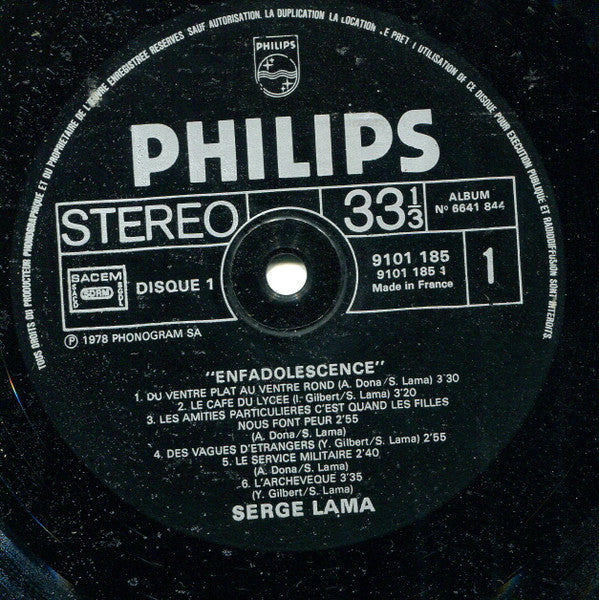 TOUS DROITS DU PRODUCTEUR PHONOGRAPHIQUE ET DU PROPRIETAIRE DE L'ŒUVRE ENREGISTREE RESERVES SAUF AUTORISATION. LA DUPLICATION, LA LOCATION, LE PRET, L'UTILISATION DE CE DISQUE POUR EXECUTION PUBLIQUE ET RADIODIFFUSION SONT INTERDITS.
PHILIPS
PHILIPS
STEREO
33 1/3
ALBUM
N° 6641 844
SACEM
SACD SDRM SGDL
DISQUE 1
9101 185
9101 185 1
Made in France
1
℗ 1978 PHONOGRAM SA
"ENFADOLESCENCE"
1. DU VENTRE PLAT AU VENTRE ROND (A. Dona/S. Lama) 3'30
2. LE CAFE DU LYCEE (I. Gilbert/S. Lama) 3'20
3. LES AMITIES PARTICULIERES C'EST QUAND LES FILLES
NOUS FONT PEUR 2'55
(A. Dona/S. Lama)
4. DES VAGUES D'ETRANGERS (Y. Gilbert/S. Lama) 2'55
5. LE SERVICE MILITAIRE 2'40
(A. Dona/S. Lama)
6. L'ARCHEVEQUE 3'35
(Y. Gilbert/S. Lama)
SERGE LAMA